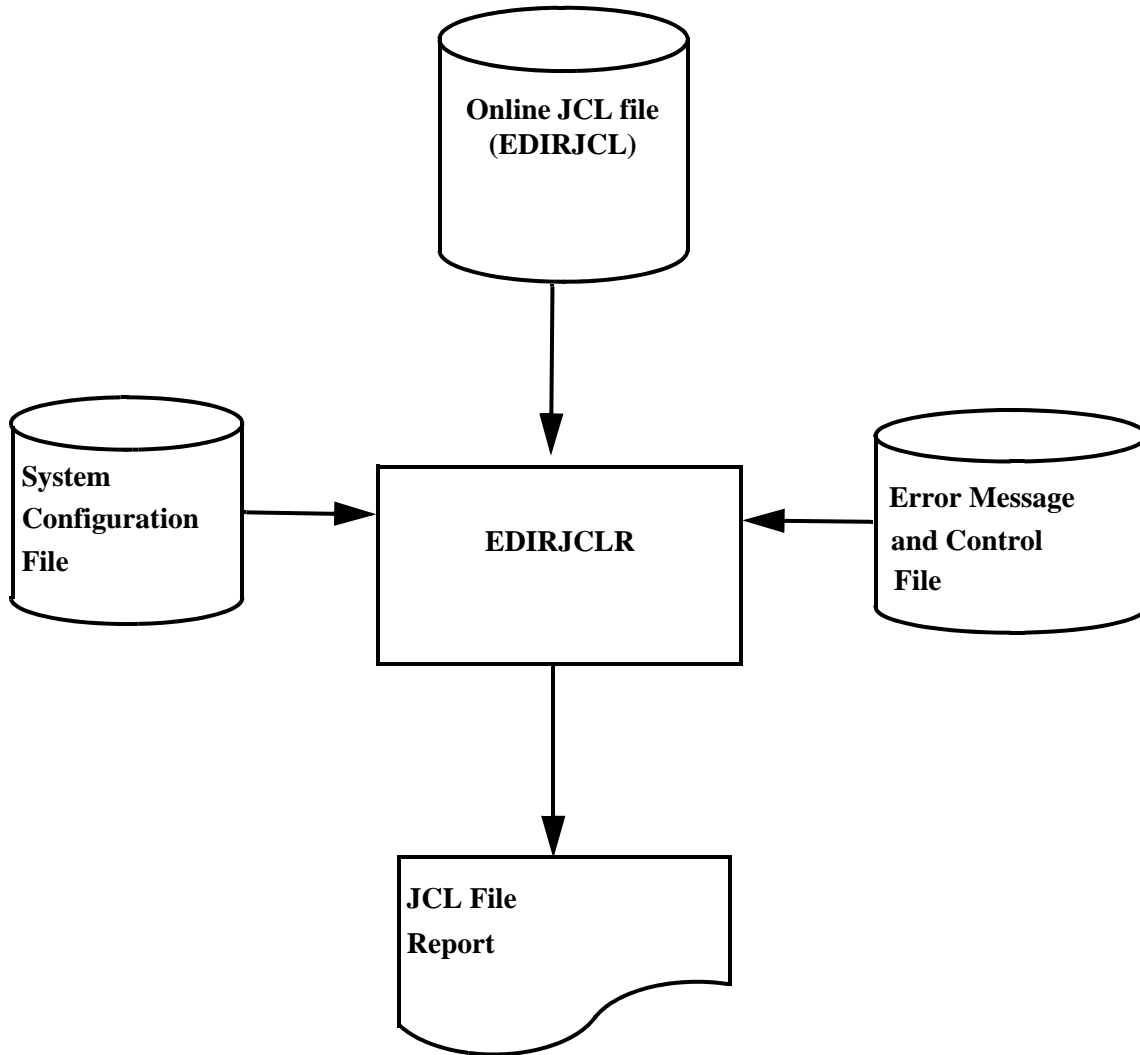 Online JCL file
(EDIRJCL)
System
Configuration
File
EDIRJCLR
Error Message
and Control
File
JCL File
Report